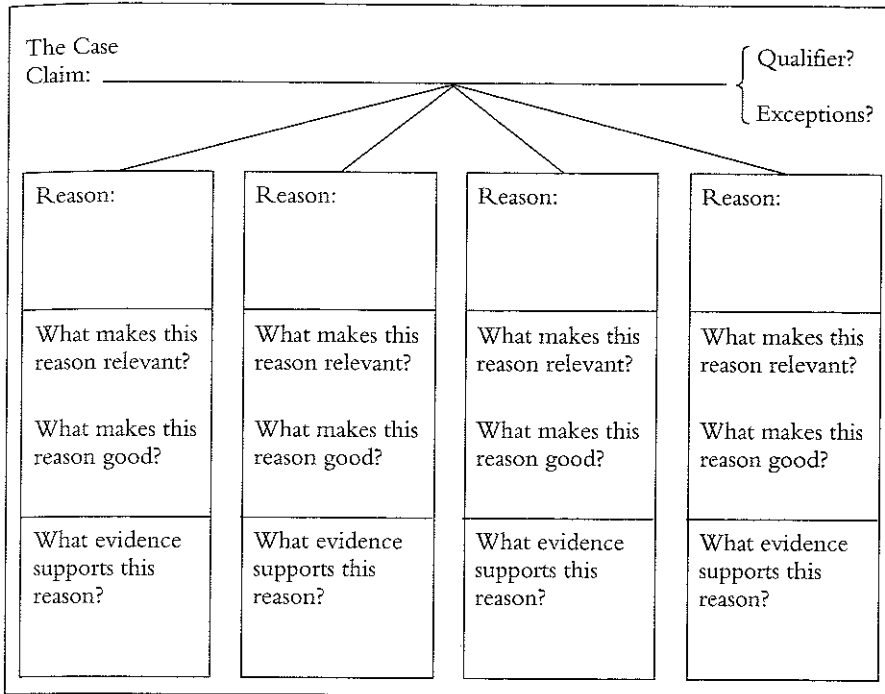 The Case
Claim:
Qualifier?
Exceptions?
Reason:
What makes this
reason relevant?
What makes this
reason good?
What evidence
supports this
reason?
Reason:
What makes this
reason relevant?
What makes this
reason good?
What evidence
supports this
reason?
Reason:
What makes this
reason relevant?
What makes this
reason good?
What evidence
supports this
reason?
Reason:
What makes this
reason relevant?
What makes this
reason good?
What evidence
supports this
reason?